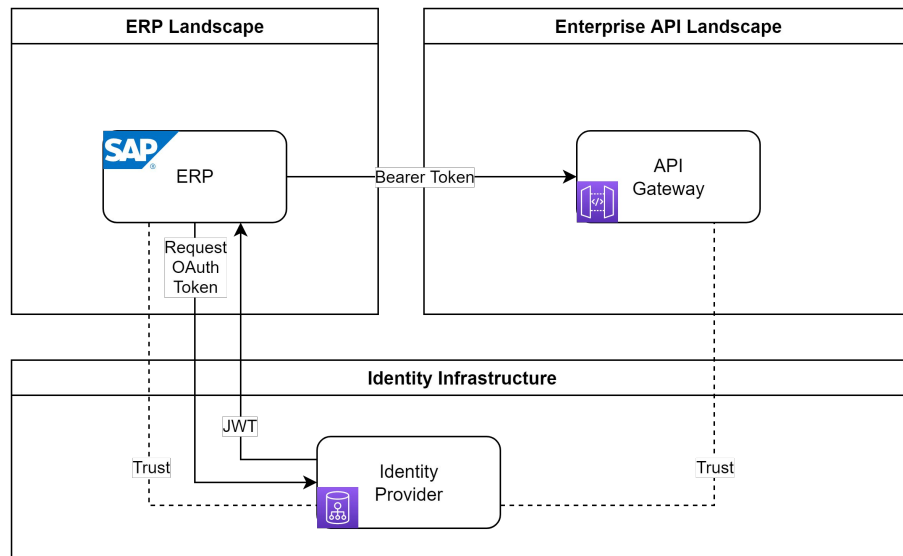 ERP Landscape
Enterprise API Landscape
SAP
®
ERP
API
Gateway
</>
Bearer Token
Request
OAuth
Token
Identity Infrastructure
JWT
Trust
Identity
Provider
Trust